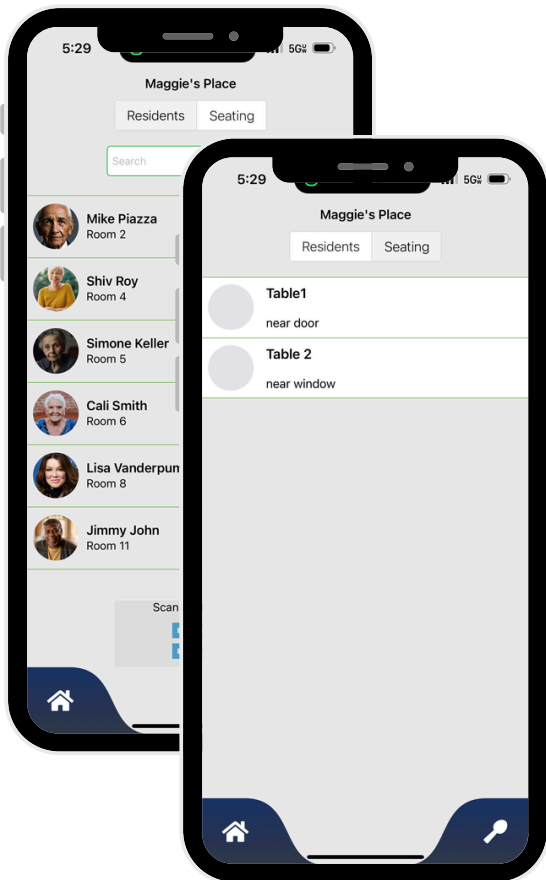 5:29
5G
Maggie's Place
Residents
Seating
Search
Mike Piazza
Room 2
Shiv Roy
Room 4
Simone Keller
Room 5
Cali Smith
Room 6
Lisa Vanderpum
Room 8
Jimmy John
Room 11
Scan
5:29
5G
Maggie's Place
Residents
Seating
Table1
near door
Table 2
near window